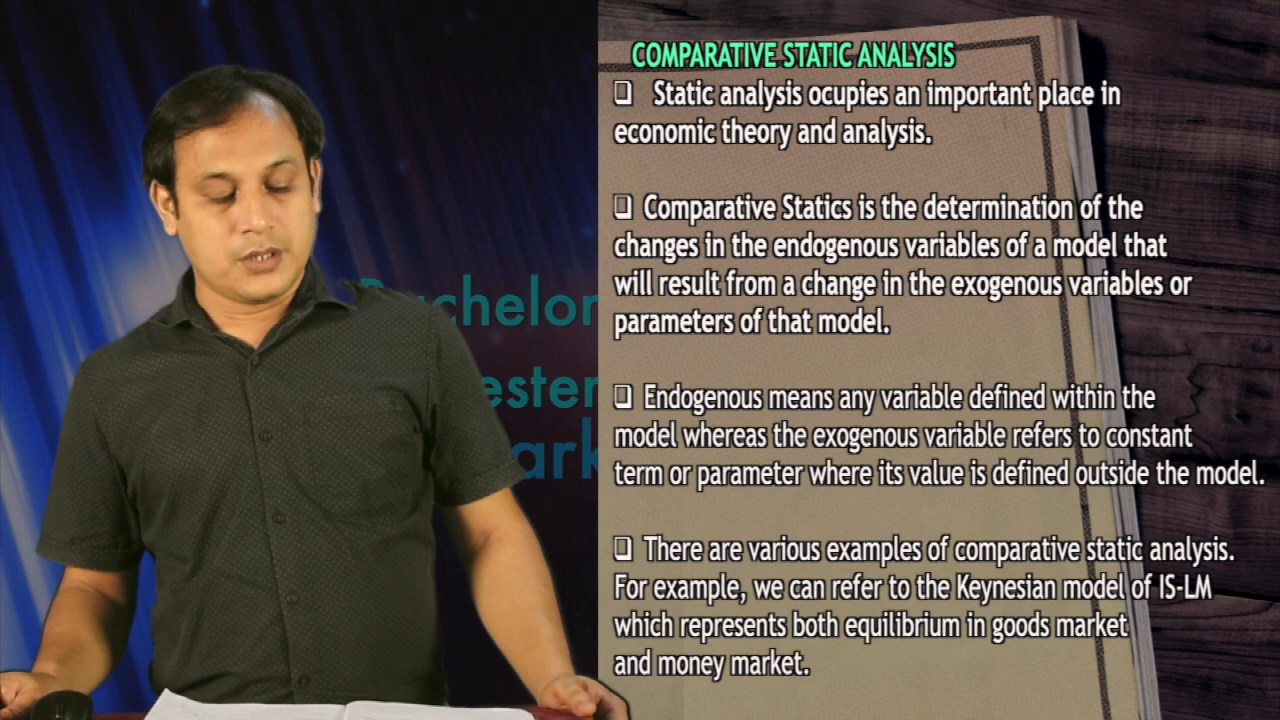 COMPARATIVE STATIC ANALYSIS
❑ Static analysis ocupies an important place in
economic theory and analysis.
❑ Comparative Statics is the determination of the
changes in the endogenous variables of a model that
will result from a change in the exogenous variables or
parameters of that model.
❑ Endogenous means any variable defined within the
model whereas the exogenous variable refers to constant
term or parameter where its value is defined outside the model.
❑ There are various examples of comparative static analysis.
For example, we can refer to the Keynesian model of IS-LM
which represents both equilibrium in goods market
and money market.